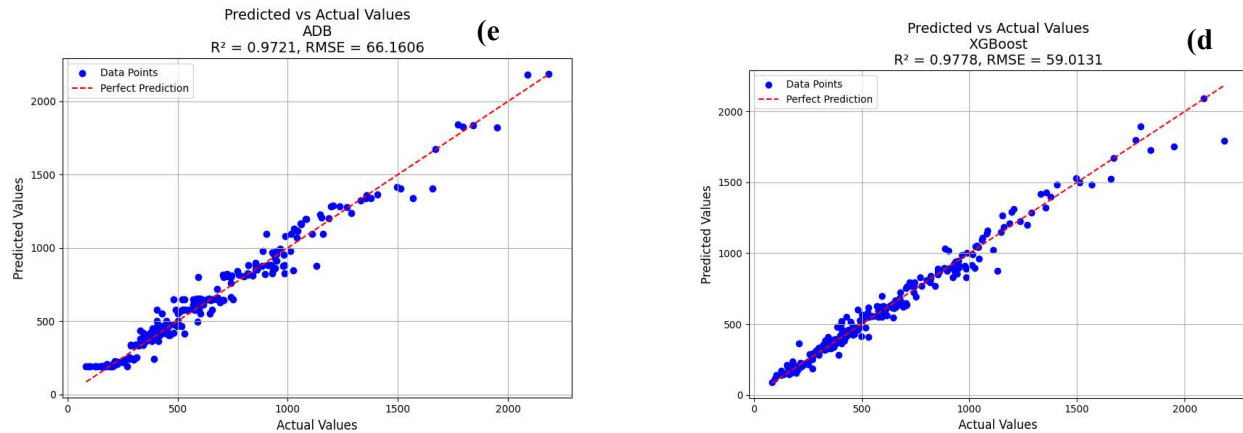 Predicted vs Actual Values
ADB
R² = 0.9721, RMSE = 66.1606
(e
Data Points
Perfect Prediction
Predicted Values
2000
1500
1000
500
0
0 500 1000 1500 2000
Actual Values
Predicted vs Actual Values
XGBoost
R² = 0.9778, RMSE = 59.0131
(d
Data Points
Perfect Prediction
Predicted Values
2000
1500
1000
500
0
0 500 1000 1500 2000
Actual Values